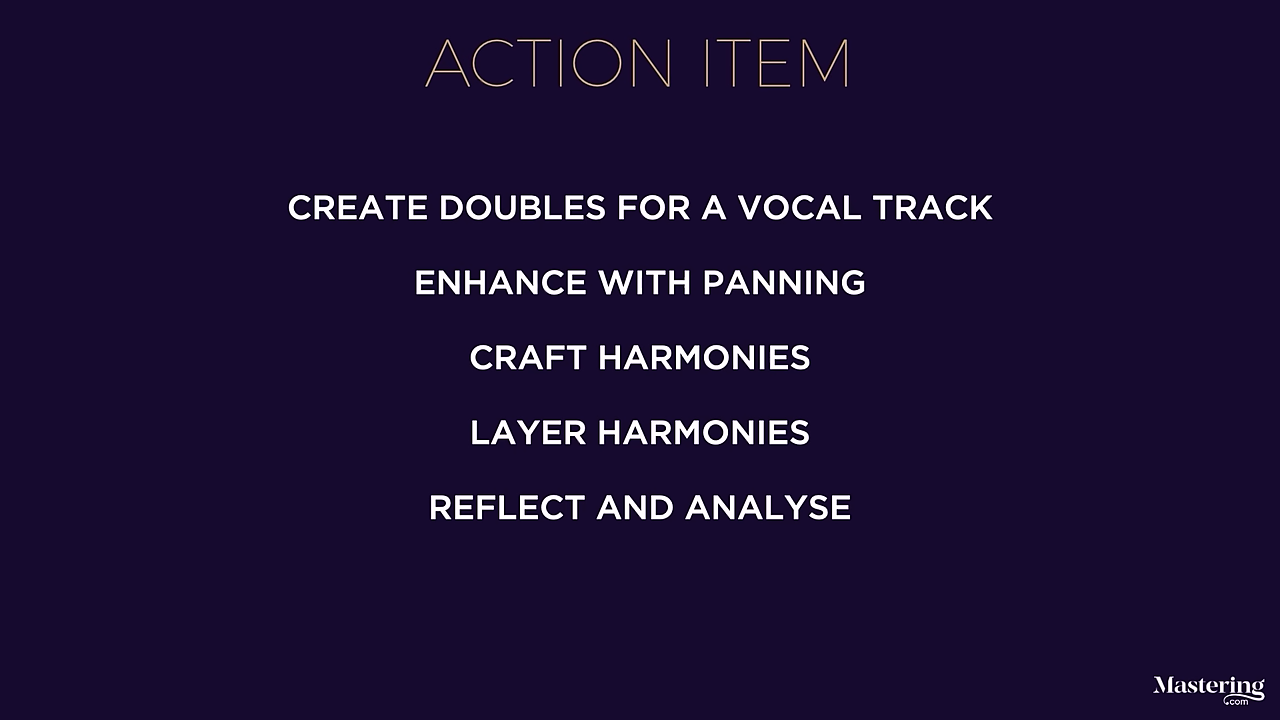 ACTION ITEM
CREATE DOUBLES FOR A VOCAL TRACK
ENHANCE WITH PANNING
CRAFT HARMONIES
LAYER HARMONIES
REFLECT AND ANALYSE
Mastering
.com